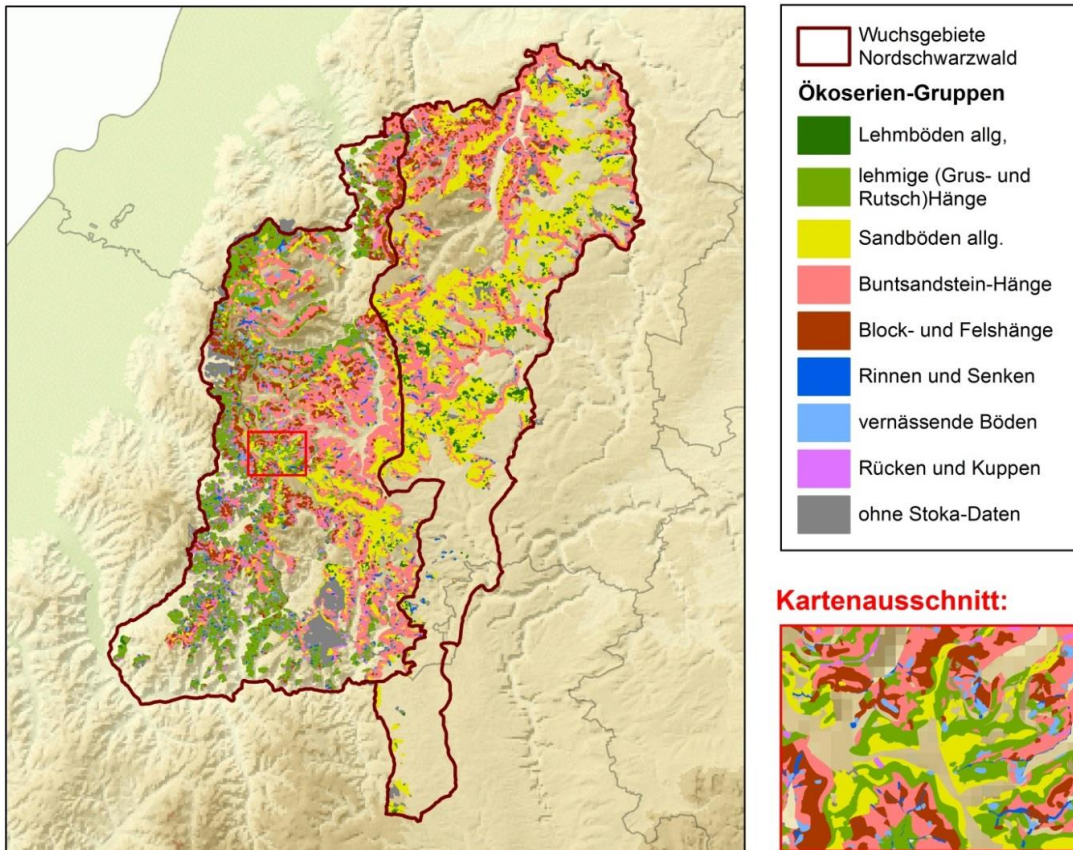 Wuchsgebiete
Nordschwarzwald
Ökoserien-Gruppen
Lehmböden allg,
lehmige (Grus- und
Rutsch)Hänge
Sandböden allg.
Buntsandstein-Hänge
Block- und Felshänge
Rinnen und Senken
vernässende Böden
Rücken und Kuppen
ohne Stoka-Daten
Kartenausschnitt: